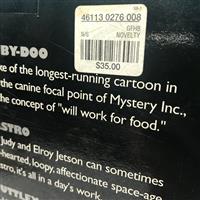 46113 0276 008
GFHB
N/S NOVELTY
$35.00
BY-DOO
of the longest-running cartoon in
the canine focal point of Mystery Inc.,
the concept of "will work for food."
STRO
Judy and Elroy Jetson can sometimes
-hearted, loopy, affectionate space-age
stro, it's all in a day's work.
UTTLEY